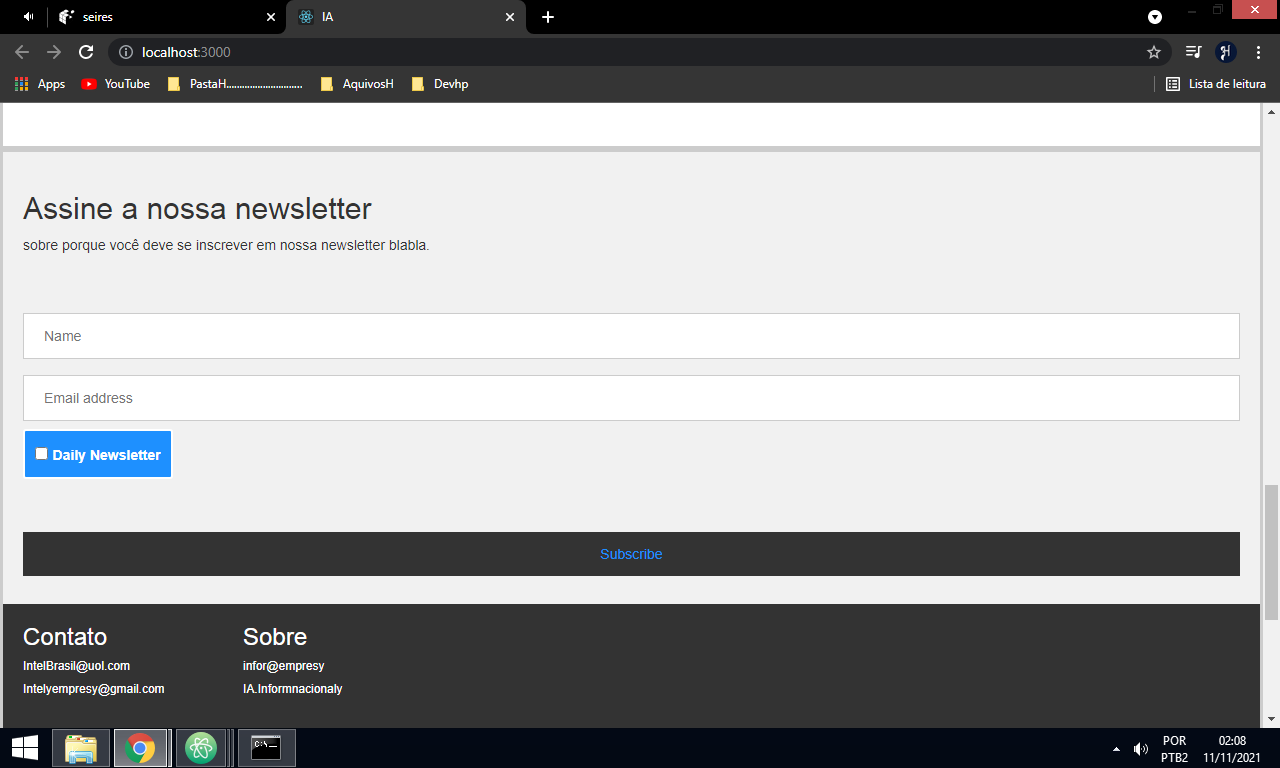 seires
IA
localhost:3000
Apps
YouTube
PastaH.............................
AquivosH
Devhp
Lista de leitura
Assine a nossa newsletter
sobre porque você deve se inscrever em nossa newsletter blabla.
Name
Email address
Daily Newsletter
Subscribe
Contato
IntelBrasil@uol.com
Intelyempresy@gmail.com
Sobre
infor@empresy
IA.Informnacionaly
C:\
POR
PTB2
02:08
11/11/2021